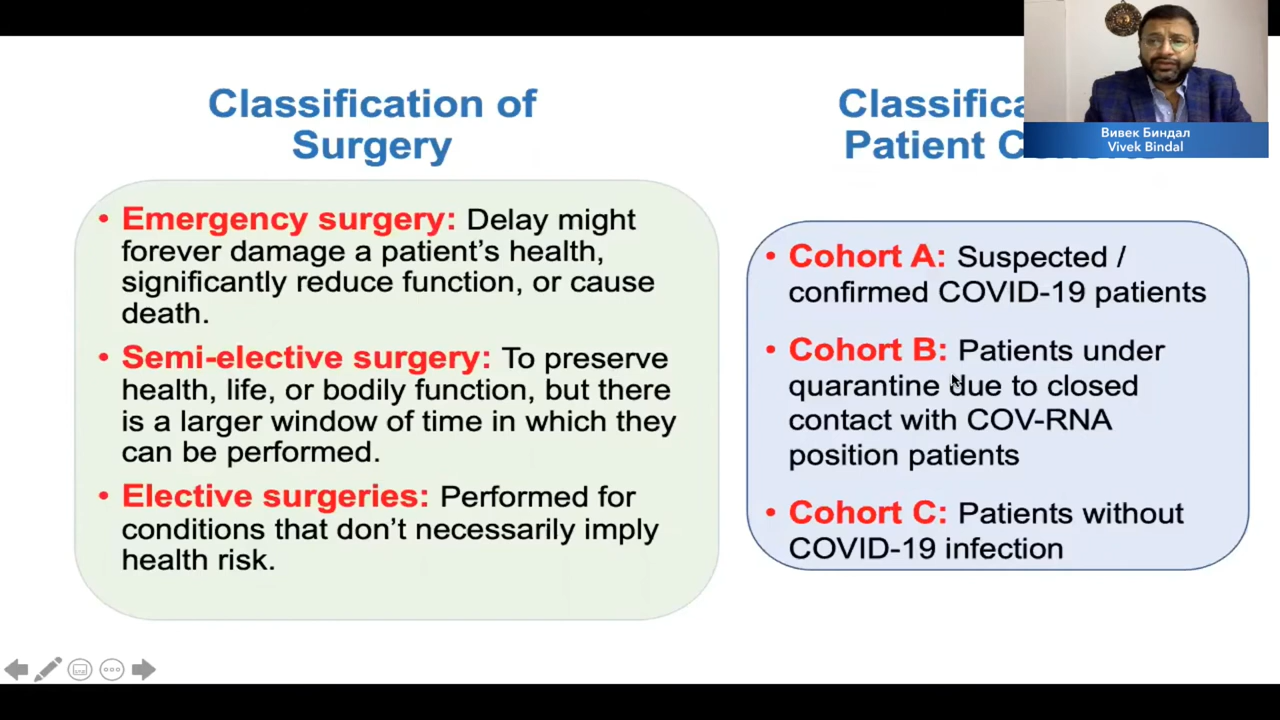 Classification of
Surgery
• Emergency surgery: Delay might
forever damage a patient’s health,
significantly reduce function, or cause
death.
• Semi-elective surgery: To preserve
health, life, or bodily function, but there
is a larger window of time in which they
can be performed.
• Elective surgeries: Performed for
conditions that don’t necessarily imply
health risk.
Patient
• Cohort A: Suspected /
confirmed COVID-19 patients
• Cohort B: Patients under
quarantine due to closed
contact with COV-RNA
position patients
• Cohort C: Patients without
COVID-19 infection
Вивек Биндал
Vivek Bindal